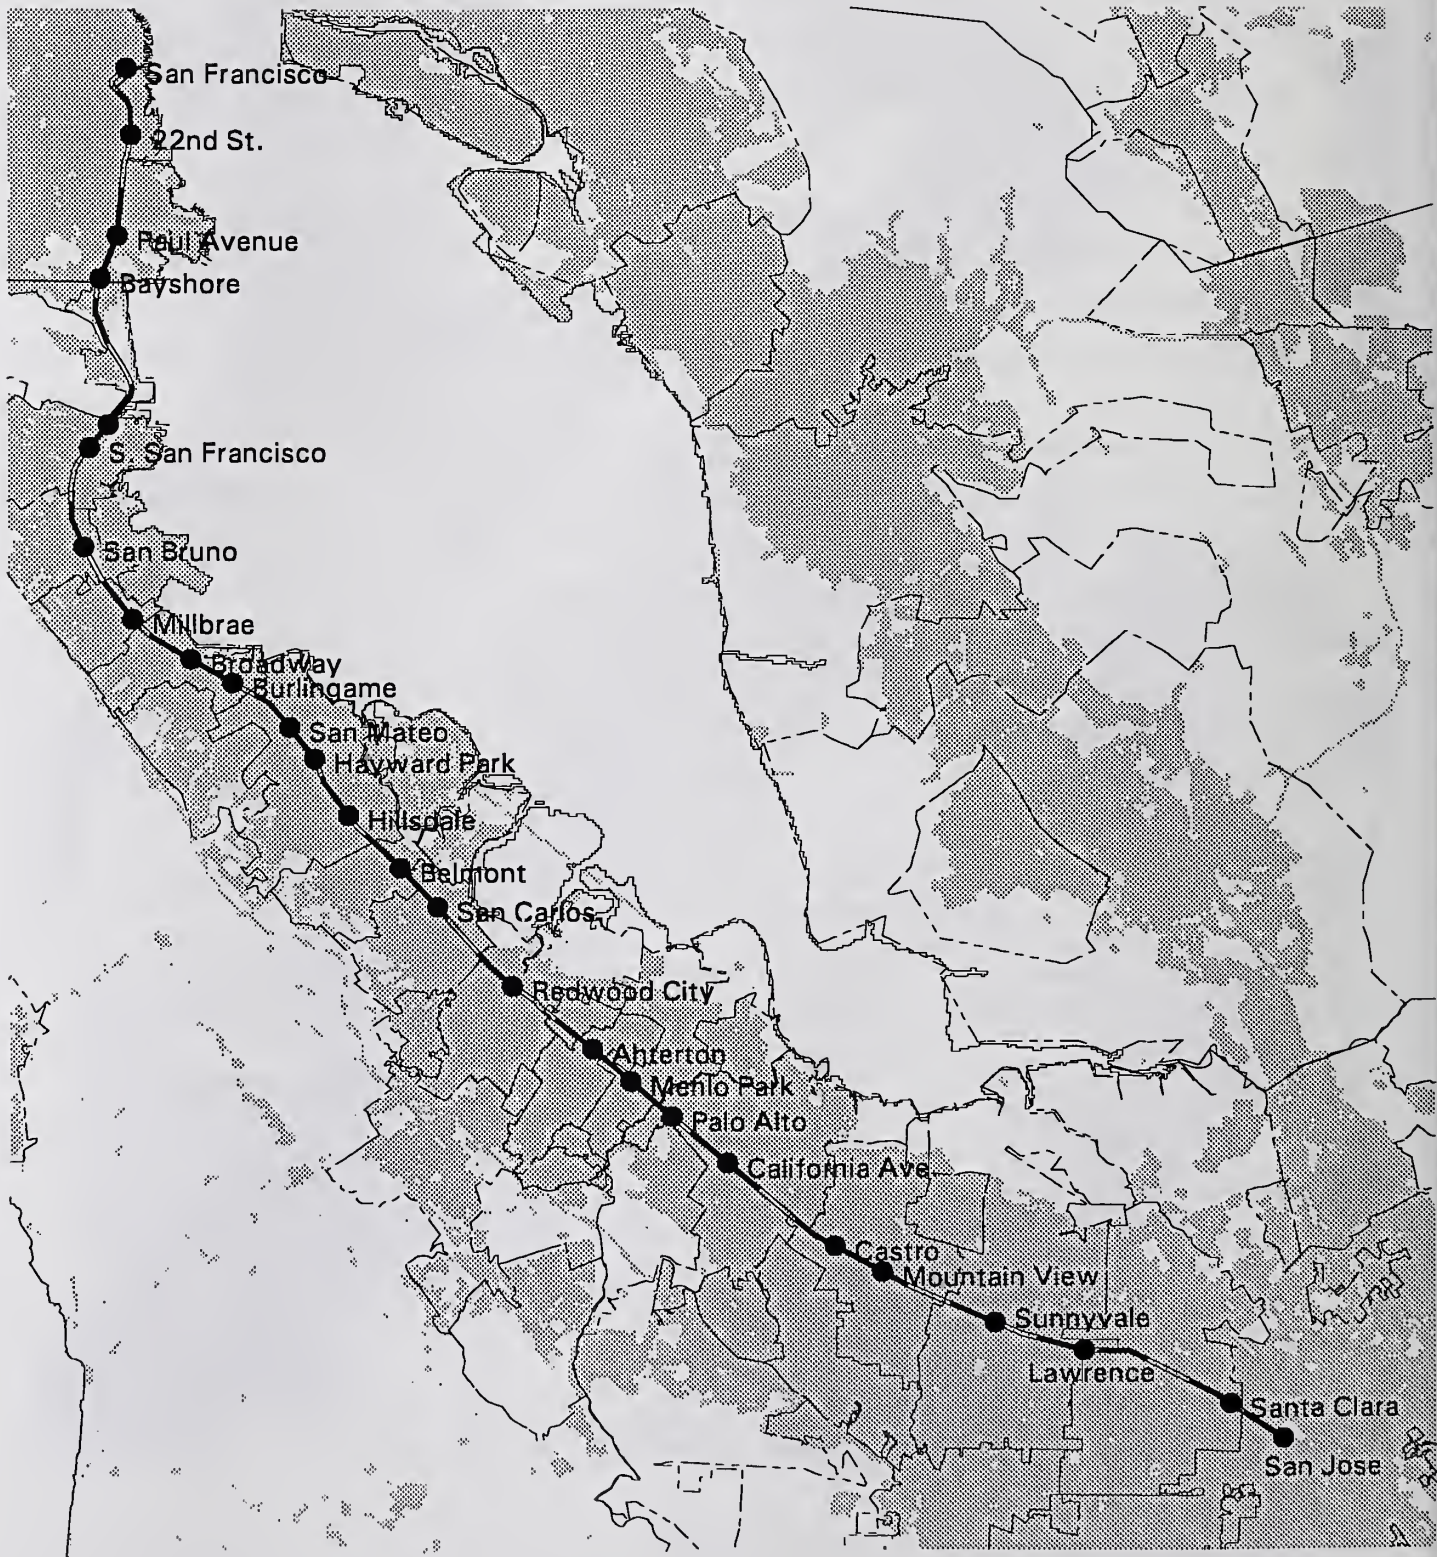 San Francisco
22nd St.
Paul Avenue
Bayshore
S. San Francisco
San Bruno
Millbrae
Broadway
Burlingame
San Mateo
Hayward Park
Hillsdale
Belmont
San Carlos
Redwood City
Ahterton
Menlo Park
Palo Alto
California Ave
Castro
Mountain View
Sunnyvale
Lawrence
Santa Clara
San Jose